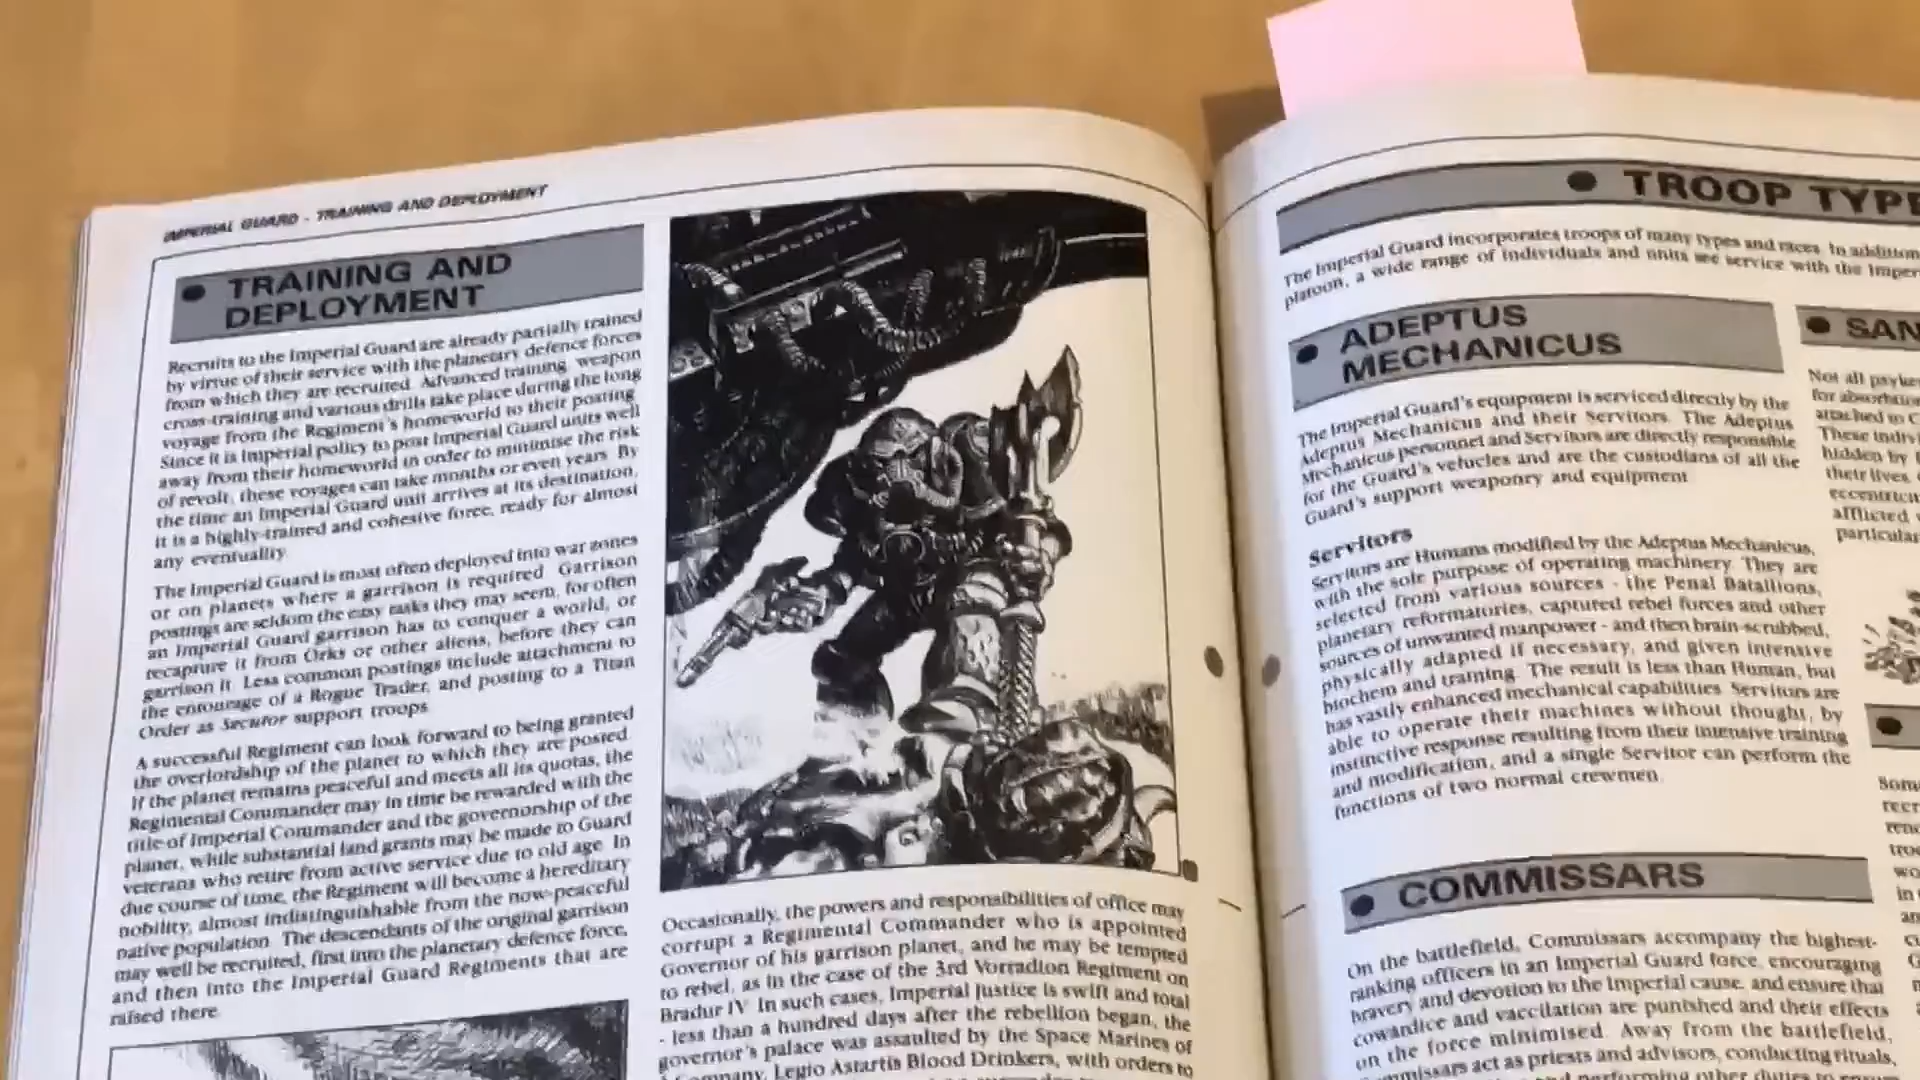 IMPERIAL GUARD - TRAINING AND DEPLOYMENT
TRAINING AND
DEPLOYMENT
Recruits to the Imperial Guard are already partially trained
by virtue of their service with the planetary defence forces
from which they are recruited. Advanced training, weapon
cross-training and various drills take place during the long
voyage from the Regiment's homeworld to their posting.
Since it is Imperial policy to post Imperial Guard units well
away from their homeworld in order to minimise the risk
of revolt, these voyages can take months or even years. By
the time an Imperial Guard unit arrives at its destination,
it is a highly-trained and cohesive force, ready for almost
any eventuality.
The Imperial Guard is most often deployed into war zones
or on planets where a garrison is required. Garrison
postings are seldom the easy tasks they may seem, for often
an Imperial Guard garrison has to conquer a world, or
recapture it from Orks or other aliens, before they can
garrison it. Less common postings include attachment to
the entourage of a Rogue Trader, and posting to a Titan
Order as Secutor support troops.
A successful Regiment can look forward to being granted
the overlordship of the planet to which they are posted.
If the planet remains peaceful and meets all its quotas, the
Regimental Commander may in time be rewarded with the
title of Imperial Commander and the governorship of the
planet, while substantial land grants may be made to Guard
veterans who retire from active service due to old age. In
due course of time, the Regiment will become a hereditary
nobility, almost indistinguishable from the now-peaceful
native population. The descendants of the original garrison
may well be recruited, first into the planetary defence force,
and then into the Imperial Guard Regiments that are
raised there.
Occasionally, the powers and responsibilities of office may
corrupt a Regimental Commander who is appointed
Governor of his garrison planet, and he may be tempted
to rebel, as in the case of the 3rd Vorradion Regiment on
Bradur IV. In such cases, Imperial Justice is swift and total
- less than a hundred days after the rebellion began, the
governor's palace was assaulted by the Space Marines of
Company, Legio Astartis Blood Drinkers, with orders to
TROOP TYPE
The Imperial Guard incorporates troops of many types and races. In addition
platoon, a wide range of individuals and units see service with the Imper
ADEPTUS
MECHANICUS
The Imperial Guard's equipment is serviced directly by the
Adeptus Mechanicus and their Servitors. The Adeptus
Mechanicus personnel and Servitors are directly responsible
for the Guard's vehicles and are the custodians of all the
Guard's support weaponry and equipment.
Servitors
Servitors are Humans modified by the Adeptus Mechanicus,
with the sole purpose of operating machinery. They are
selected from various sources - the Penal Batallions,
planetary reformatories, captured rebel forces and other
sources of unwanted manpower - and then brain-scrubbed,
physically adapted if necessary, and given intensive
biochem and training. The result is less than Human, but
has vastly enhanced mechanical capabilities. Servitors are
able to operate their machines without thought, by
instinctive response resulting from their intensive training
and modification, and a single Servitor can perform the
functions of two normal crewmen.
COMMISSARS
On the battlefield, Commissars accompany the highest-
ranking officers in an Imperial Guard force, encouraging
bravery and devotion to the Imperial cause, and ensure that
cowardice and vaccilation are punished and their effects
on the force minimised. Away from the battlefield,
Commissars act as priests and advisors, conducting rituals,
performing other duties to ensure
SAN
Not all psyke
for absorbtion
attached to C
These indivi
hidden by
their lives.
eccentricit
afflicted
particular
Some
recr